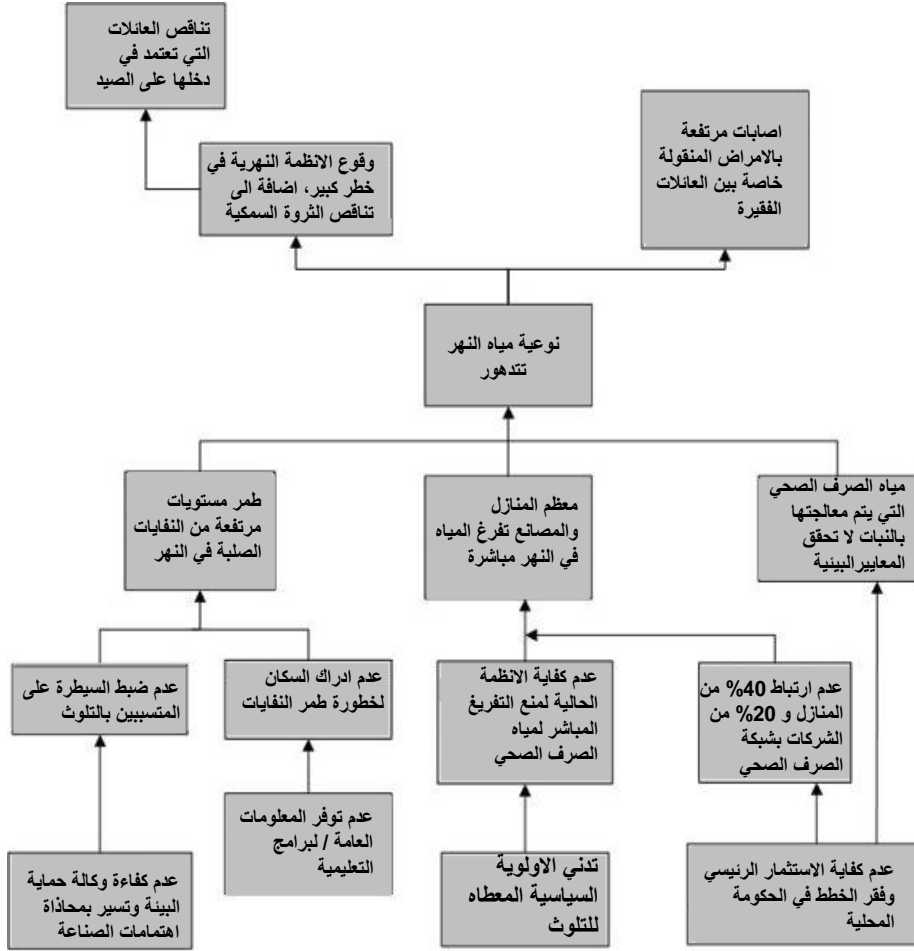 تناقص العائلات
التي تعتمد في
دخلها على الصيد
اصابات مرتفعة
بالامراض المنقولة
خاصة بين العائلات
الفقيرة
وقوع الانظمة النهرية في
خطر كبير، اضافة الى
تناقص الثروة السمكية
نوعية مياه النهر
تتدهور
مياه الصرف الصحي
التي يتم معالجتها
بالنبات لا تحقق
المعاييرالبيئية
معظم المنازل
والمصانع تفرغ المياه
في النهر مباشرة
طمر مستويات
مرتفعة من النفايات
الصلبة في النهر
عدم ارتباط 40% من
المنازل و 20% من
الشركات بشبكة
الصرف الصحي
عدم كفاية الانظمة
الحالية لمنع التفريغ
المباشر لمياه
الصرف الصحي
عدم ادراك السكان
لخطورة طمر النفايات
عدم ضبط السيطرة على
المتسببين بالتلوث
عدم كفاية الاستثمار الرئيسي
وفقر الخطط في الحكومة
المحلية
تدني الاولوية
السياسية المعطاه
للتلوث
عدم توفر المعلومات
العامة / لبرامج
التعليمية
عدم كفاءة وكالة حماية
البيئة وتسير بمحاذاة
اهتمامات الصناعة